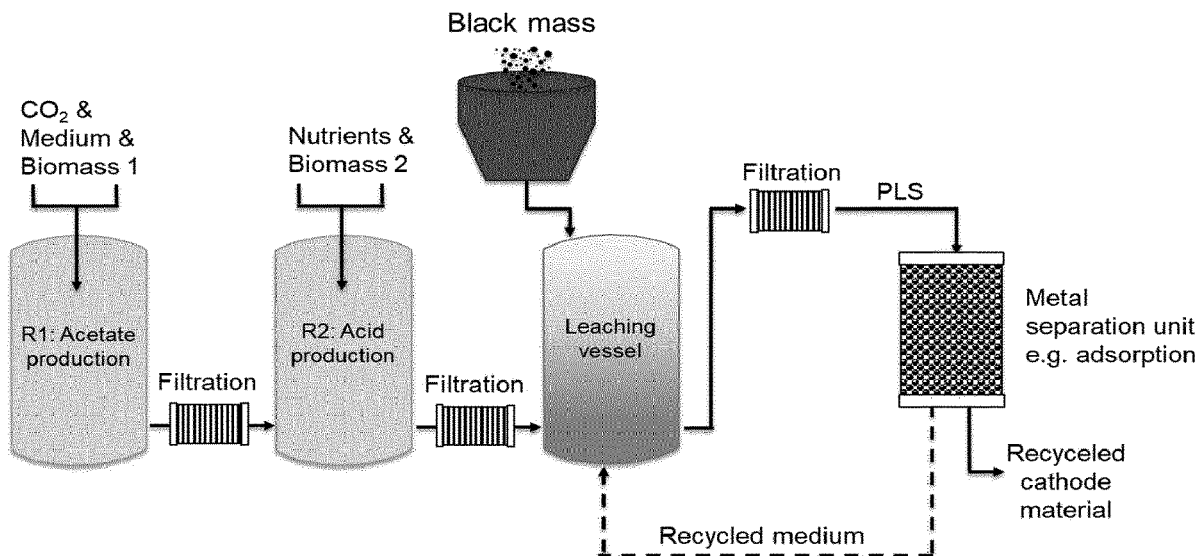 Black mass
CO₂ &
Medium &
Biomass 1
Nutrients &
Biomass 2
Filtration
PLS
R1: Acetate
production
R2: Acid
production
Leaching
vessel
Metal
separation unit
e.g. adsorption
Filtration
Filtration
Recyceled
cathode
material
Recycled medium